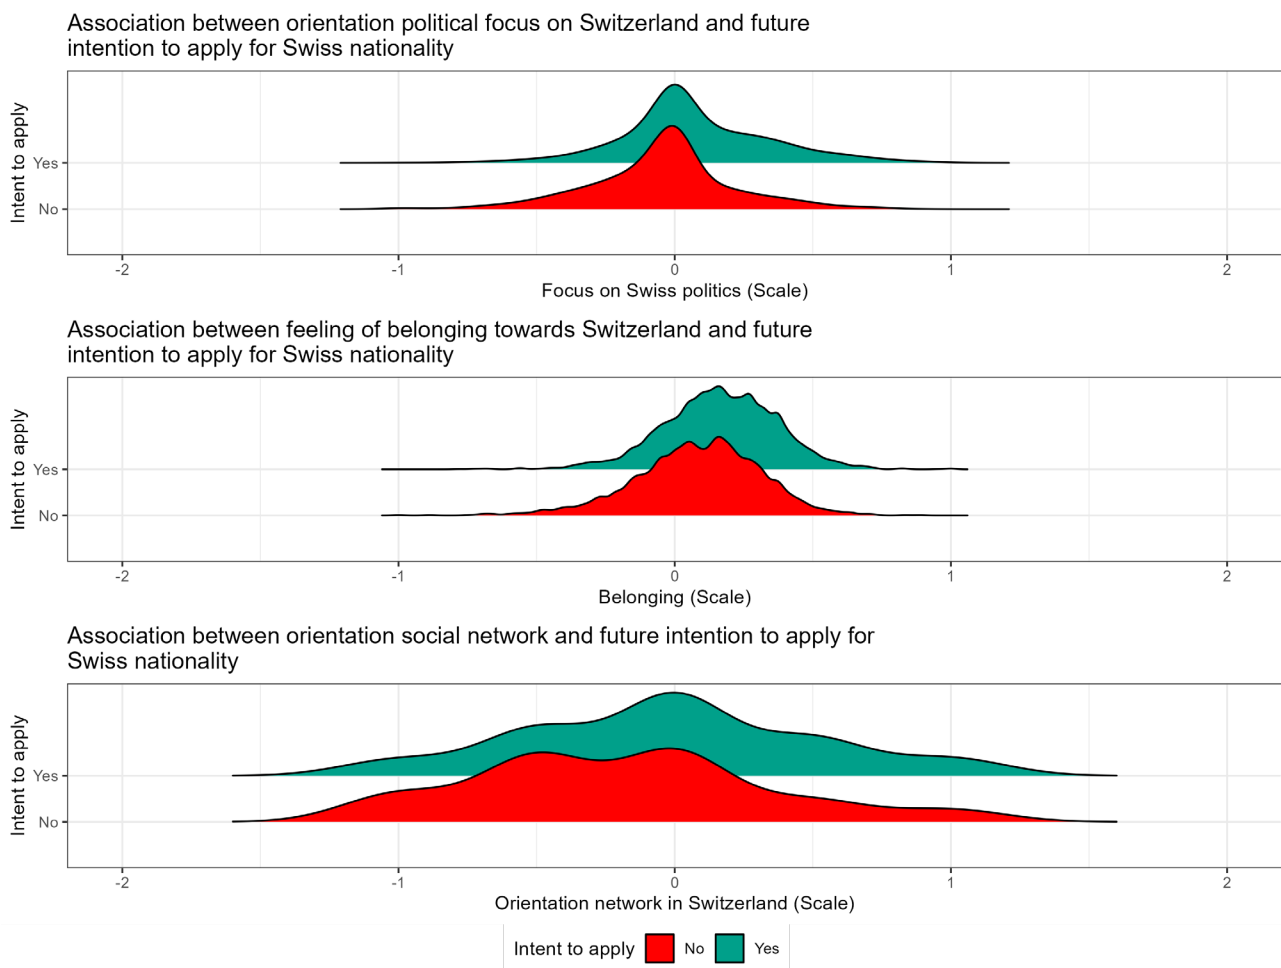 Association between orientation political focus on Switzerland and future
intention to apply for Swiss nationality
Intent to apply
Yes
No
-2 -1 0 1 2
Focus on Swiss politics (Scale)
Association between feeling of belonging towards Switzerland and future
intention to apply for Swiss nationality
Intent to apply
Yes
No
-2 -1 0 1 2
Belonging (Scale)
Association between orientation social network and future intention to apply for
Swiss nationality
Intent to apply
Yes
No
-2 -1 0 1 2
Orientation network in Switzerland (Scale)
Intent to apply No Yes